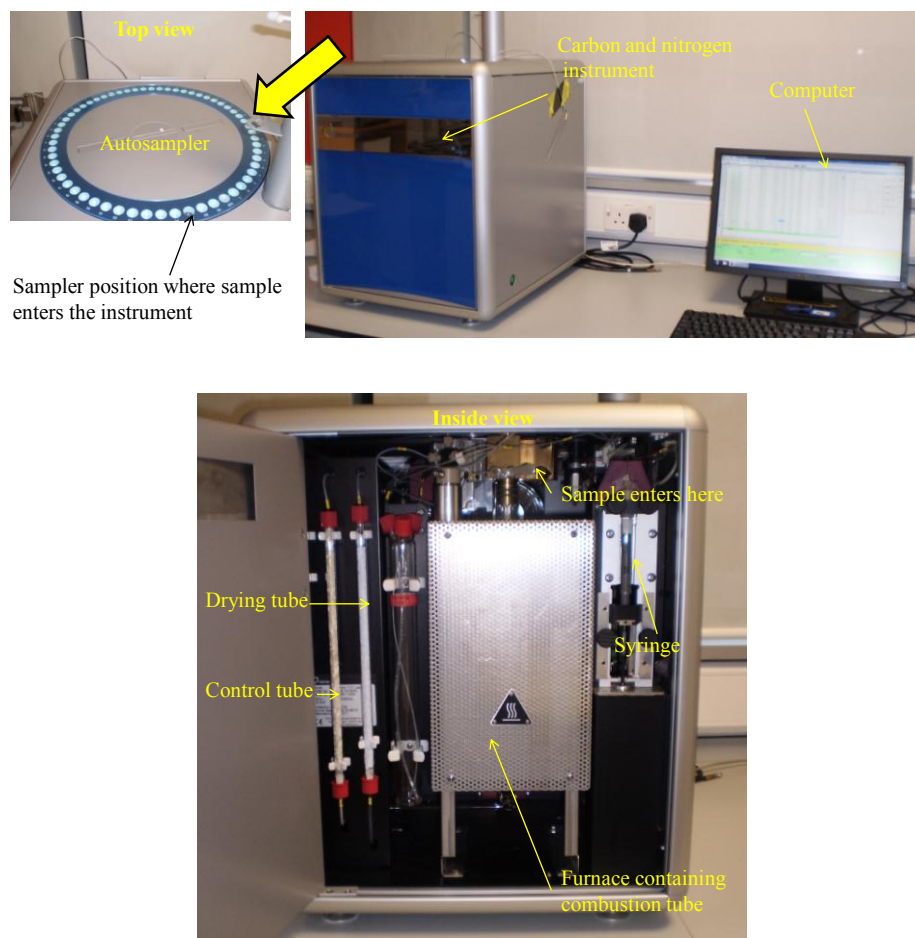 Top view
Autosampler
Sampler position where sample
enters the instrument
Carbon and nitrogen
instrument
Computer
Inside view
Sample enters here
Drying tube
Syringe
Control tube
Furnace containing
combustion tube